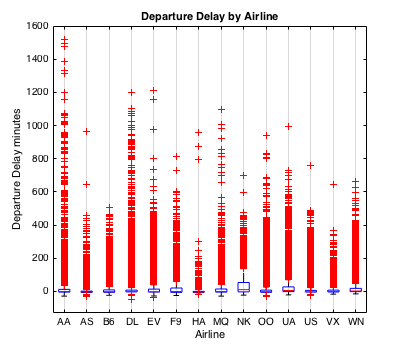 Departure Delay by Airline
1600
1400
1200
1000
800
600
400
200
0
Departure Delay minutes
AA AS B6 DL EV F9 HA MQ NK OO UA US VX WN
Airline